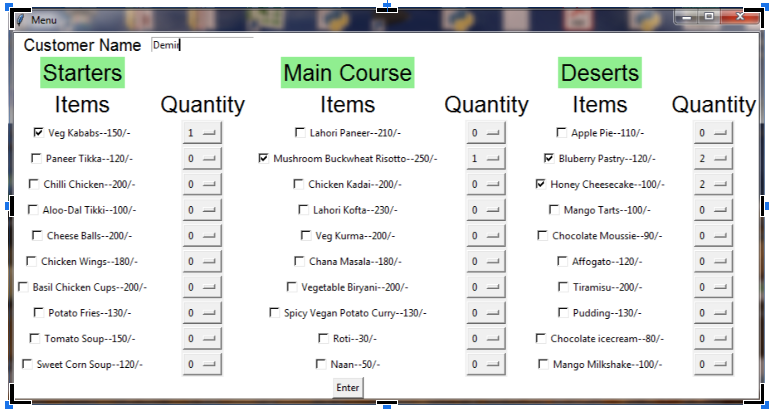 Menu
Customer Name Demir
Starters Main Course Deserts
Items Quantity Items Quantity Items Quantity
Veg Kababs--150/- 1 Lahori Paneer--210/- 0 Apple Pie--110/- 0
Paneer Tikka--120/- 0 Mushroom Buckwheat Risotto--250/- 1 Bluberry Pastry--120/- 2
Chilli Chicken--200/- 0 Chicken Kadai--200/- 0 Honey Cheesecake--100/- 2
Aloo-Dal Tikki--100/- 0 Lahori Kofta--230/- 0 Mango Tarts--100/- 0
Cheese Balls--200/- 0 Veg Kurma--200/- 0 Chocolate Moussie--90/- 0
Chicken Wings--180/- 0 Chana Masala--180/- 0 Affogato--120/- 0
Basil Chicken Cups--200/- 0 Vegetable Biryani--200/- 0 Tiramisu--200/- 0
Potato Fries--130/- 0 Spicy Vegan Potato Curry--130/- 0 Pudding--130/- 0
Tomato Soup--150/- 0 Roti--30/- 0 Chocolate icecream--80/- 0
Sweet Corn Soup--120/- 0 Naan--50/- 0 Mango Milkshake--100/- 0
Enter